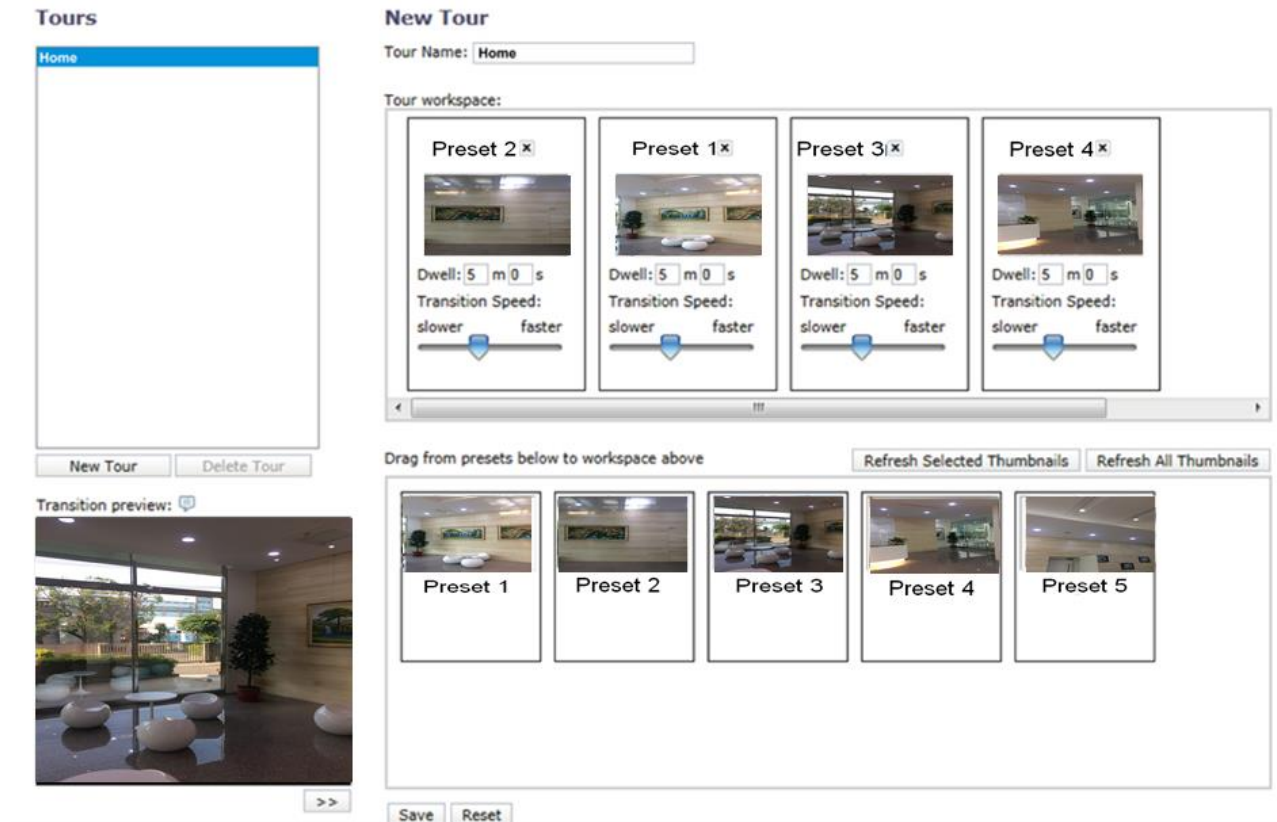 Tours
Home
New Tour
Delete Tour
Transition preview:
>>
New Tour
Tour Name: Home
Tour workspace:
Preset 2 x
Dwell: 5 m 0 s
Transition Speed:
slower faster
Preset 1 x
Dwell: 5 m 0 s
Transition Speed:
slower faster
Preset 3 x
Dwell: 5 m 0 s
Transition Speed:
slower faster
Preset 4 x
Dwell: 5 m 0 s
Transition Speed:
slower faster
Drag from presets below to workspace above
Refresh Selected Thumbnails
Refresh All Thumbnails
Preset 1
Preset 2
Preset 3
Preset 4
Preset 5
Save
Reset